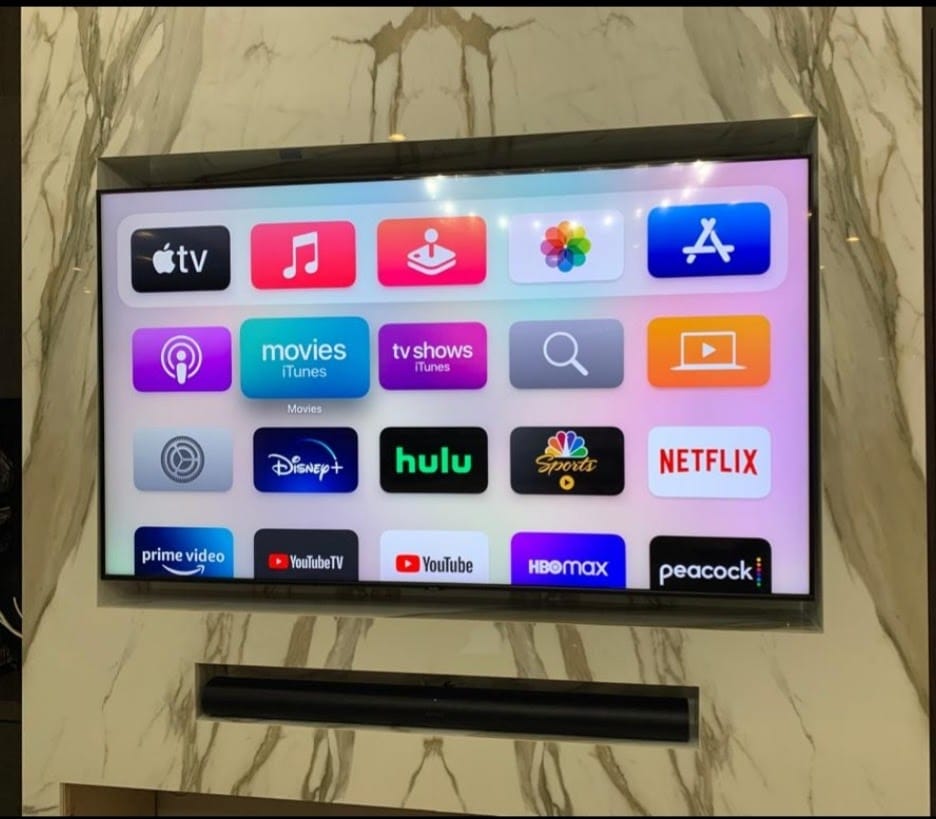 tv
movies
iTunes
tv shows
iTunes
Movies
Disney+
hulu
Sports
NETFLIX
prime video
YouTubeTV
YouTube
HBOmax
peacock